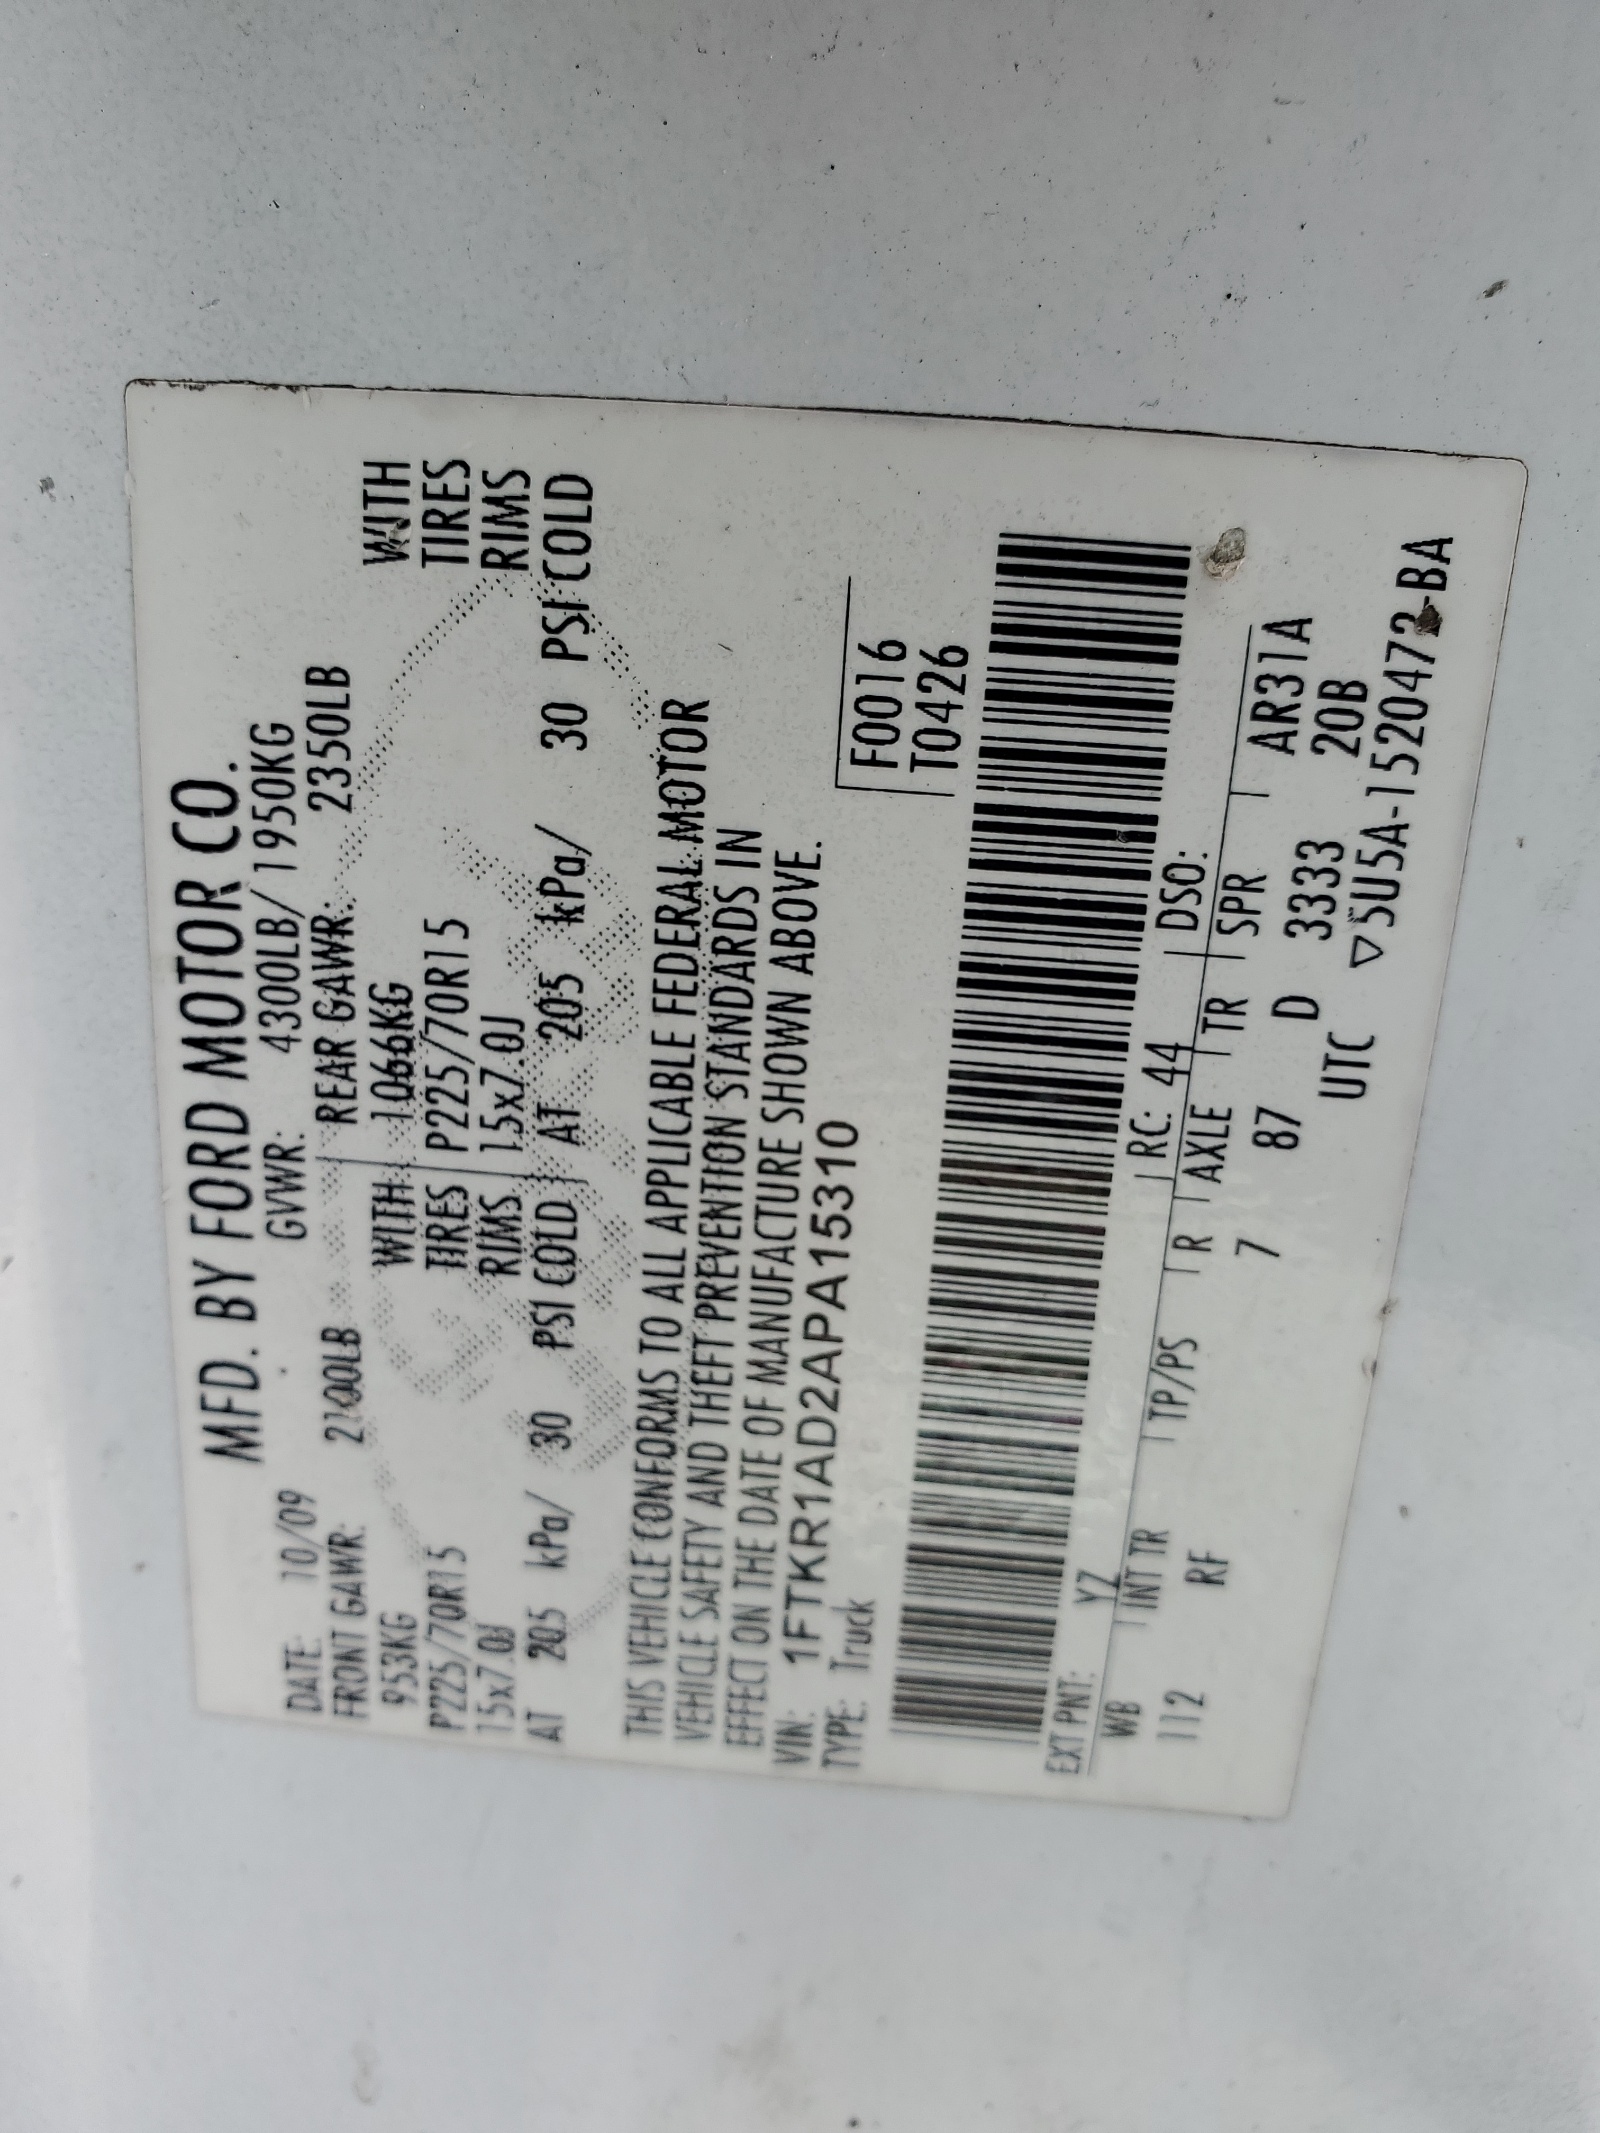 MFD. BY FORD MOTOR CO.
DATE: 10/09 GVWR: 4300LB/1950KG
FRONT GAWR: 2100LB REAR GAWR: 2350LB
953KG WITH 1066KG WITH
P225/70R15 TIRES P225/70R15 TIRES
15x7.0J RIMS 15x7.0J RIMS
AT 205 kPa/ 30 PSI COLD AT 205 kPa/ 30 PSI COLD
THIS VEHICLE CONFORMS TO ALL APPLICABLE FEDERAL MOTOR
VEHICLE SAFETY AND THEFT PREVENTION STANDARDS IN
EFFECT ON THE DATE OF MANUFACTURE SHOWN ABOVE.
VIN: 1FTKR1AD2APA15310
TYPE: Truck
F0016
T0426
EXT PNT: YZ RC: 44 DSO:
WB INT TR TP/PS R AXLE TR SPR AR31A
112 RF 7 87 D 3333 20B
UTC ▽5U5A-1520472-BA